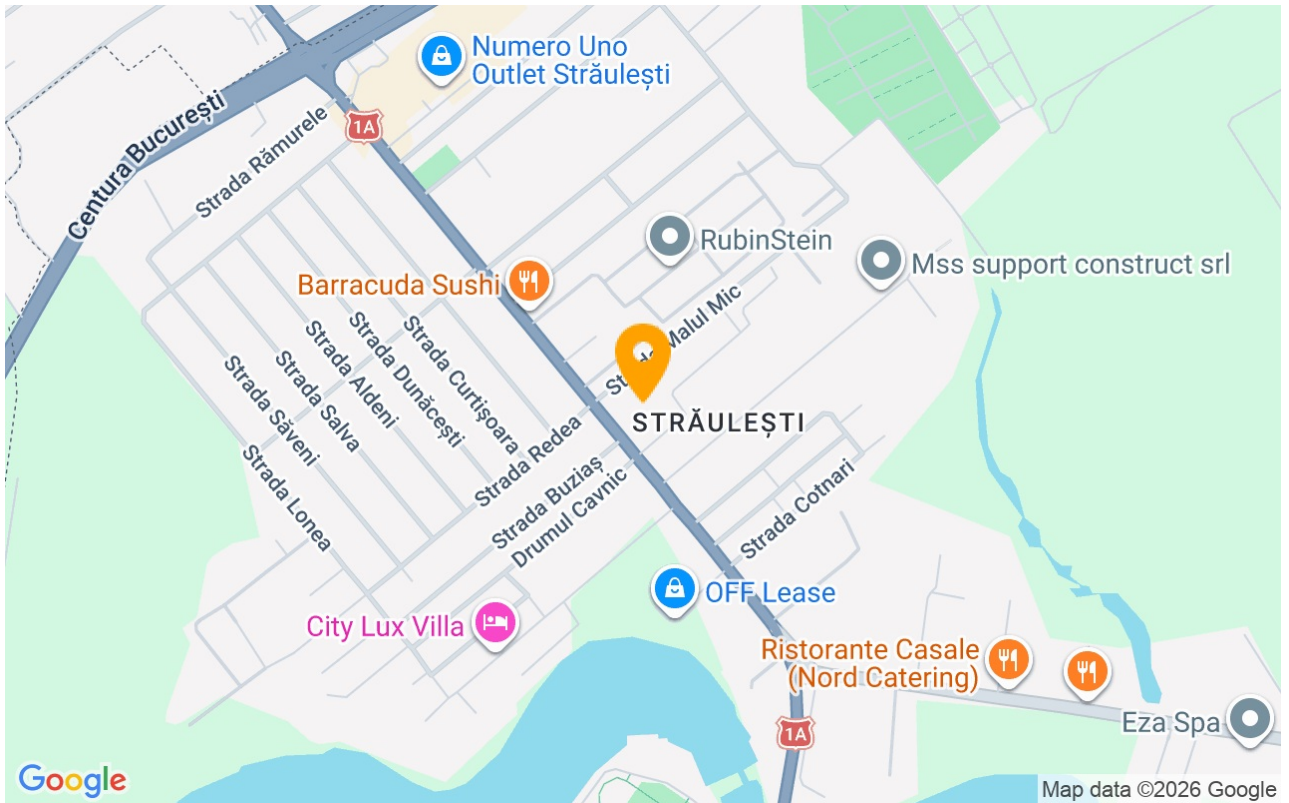 Numero Uno
Outlet Străulești
1A
Centura București
Strada Rămurele
RubinStein
Mss support construct srl
Barracuda Sushi
Strada Malul Mic
Strada Curtișoara
Strada Dunăcești
Strada Aldeni
Strada Salva
Strada Săveni
STRĂULEȘTI
Strada Redea
Strada Lonea
Strada Buziaș
Drumul Cavnic
Strada Cotnari
OFF Lease
City Lux Villa
Ristorante Casale
(Nord Catering)
Eza Spa
1A
Google
Map data ©2026 Google